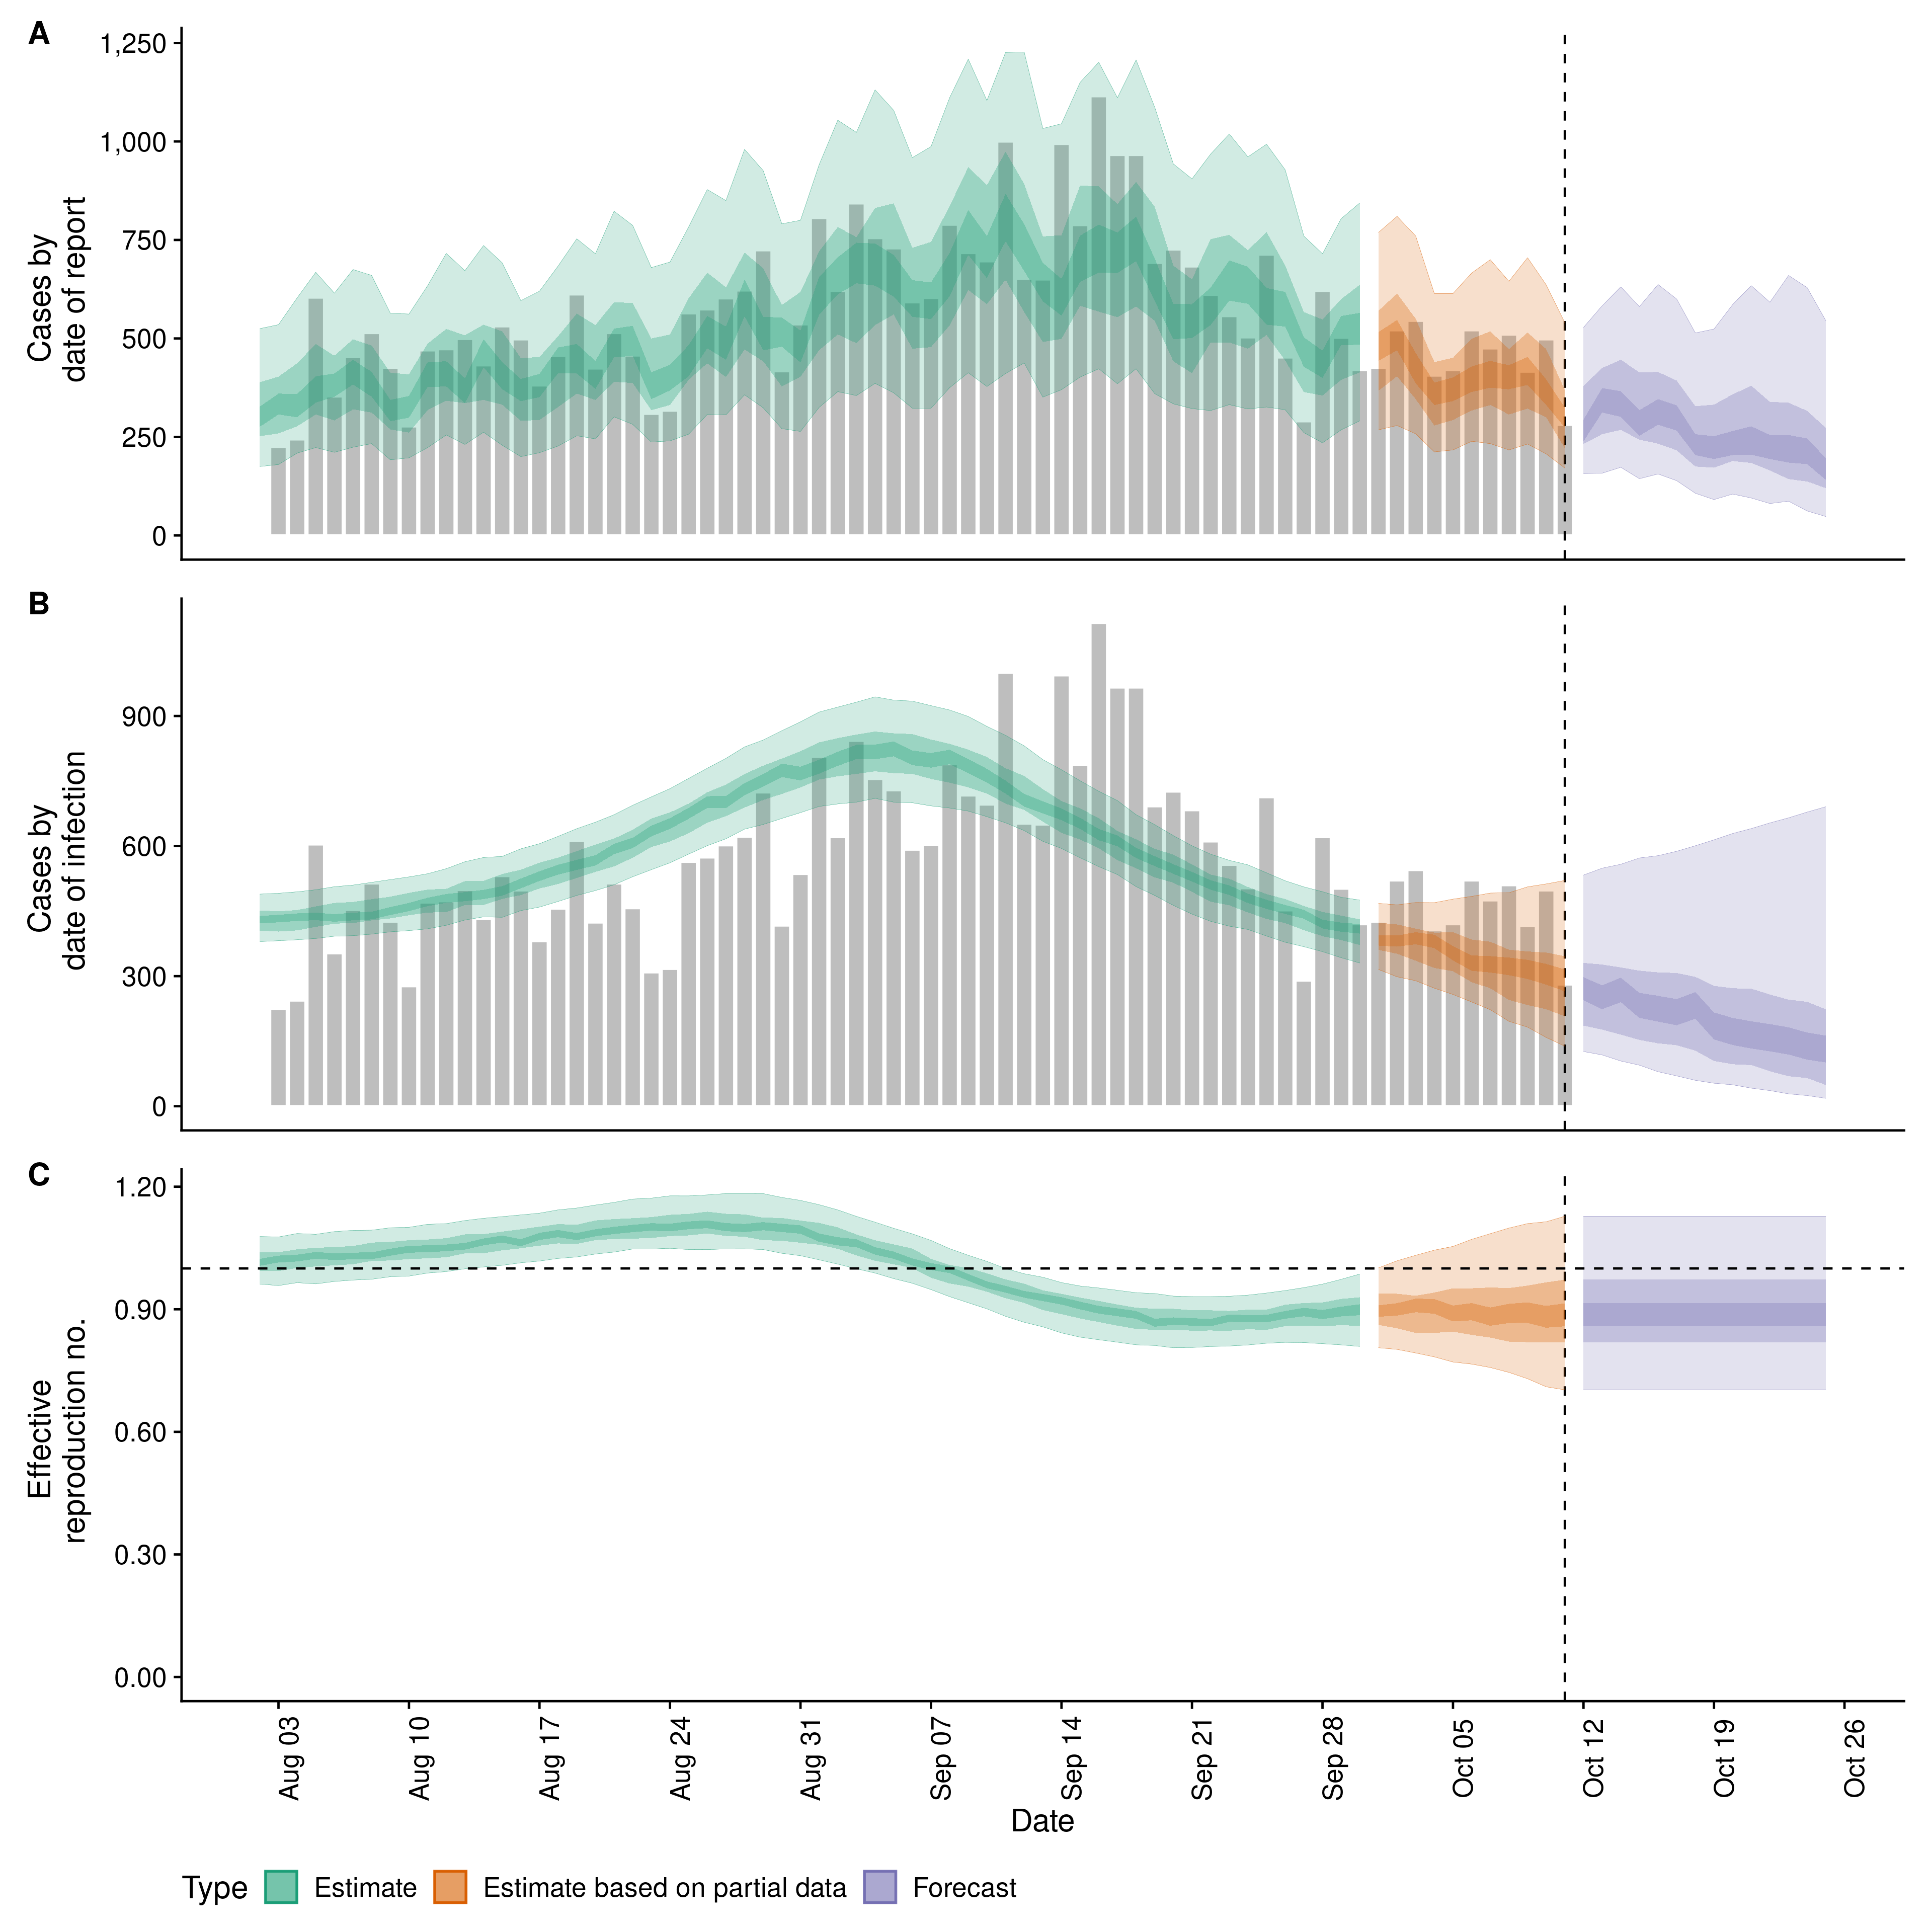 A
Cases by
date of report
1,250
1,000
750
500
250
0
B
Cases by
date of infection
900
600
300
0
C
Effective
reproduction no.
1.20
0.90
0.60
0.30
0.00
Aug 03
Aug 10
Aug 17
Aug 24
Aug 31
Sep 07
Sep 14
Sep 21
Sep 28
Oct 05
Oct 12
Oct 19
Oct 26
Date
Type Estimate Estimate based on partial data Forecast